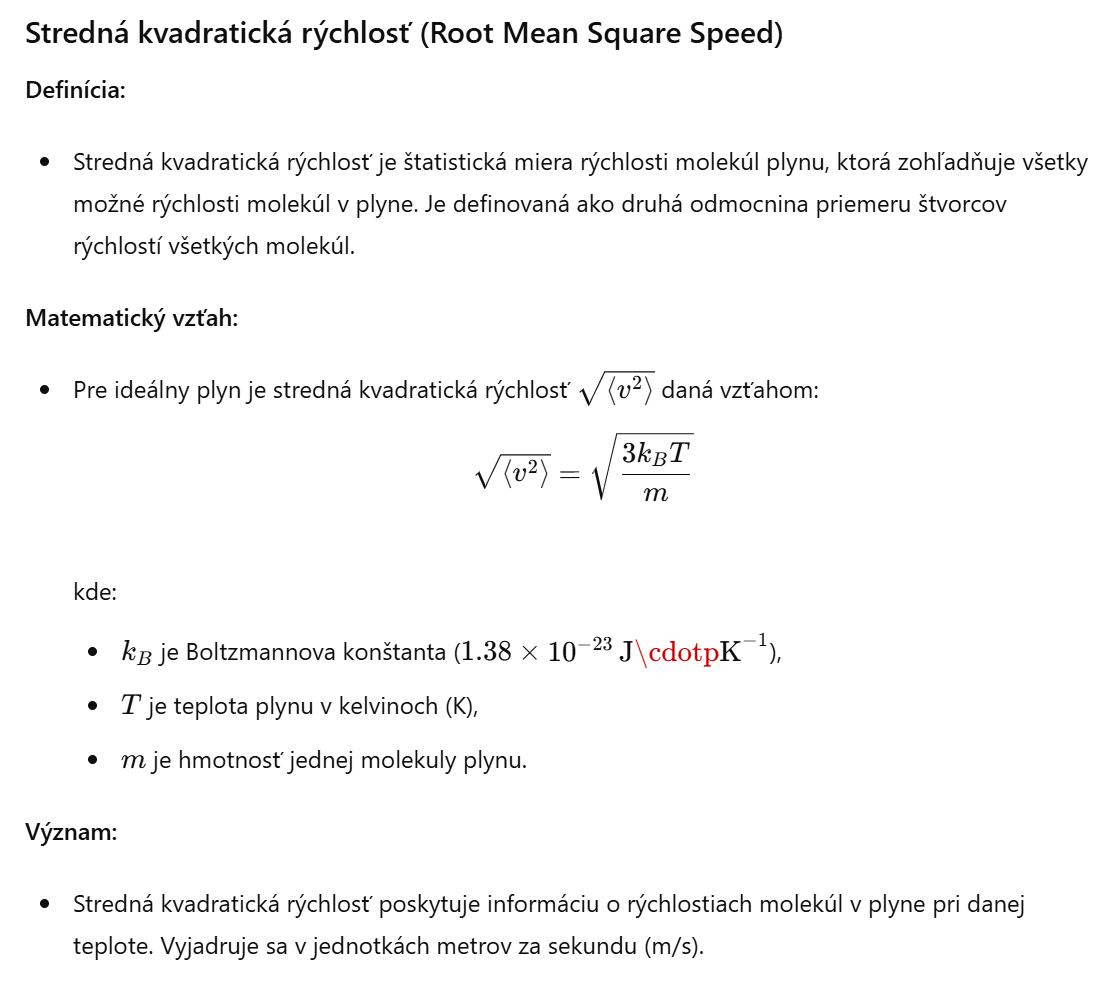 Stredná kvadratická rýchlosť (Root Mean Square Speed)
Definícia:
• Stredná kvadratická rýchlosť je štatistická miera rýchlosti molekúl plynu, ktorá zohľadňuje všetky
možné rýchlosti molekúl v plyne. Je definovaná ako druhá odmocnina priemeru štvorcov
rýchlostí všetkých molekúl.
Matematický vzťah:
• Pre ideálny plyn je stredná kvadratická rýchlosť √⟨v²⟩ daná vzťahom:
√⟨v²⟩ = √(3k_BT/m)
kde:
• k_B je Boltzmannova konštanta (1.38 × 10⁻²³ J\cdotpK⁻¹),
• T je teplota plynu v kelvinoch (K),
• m je hmotnosť jednej molekuly plynu.
Význam:
• Stredná kvadratická rýchlosť poskytuje informáciu o rýchlostiach molekúl v plyne pri danej
teplote. Vyjadruje sa v jednotkách metrov za sekundu (m/s).